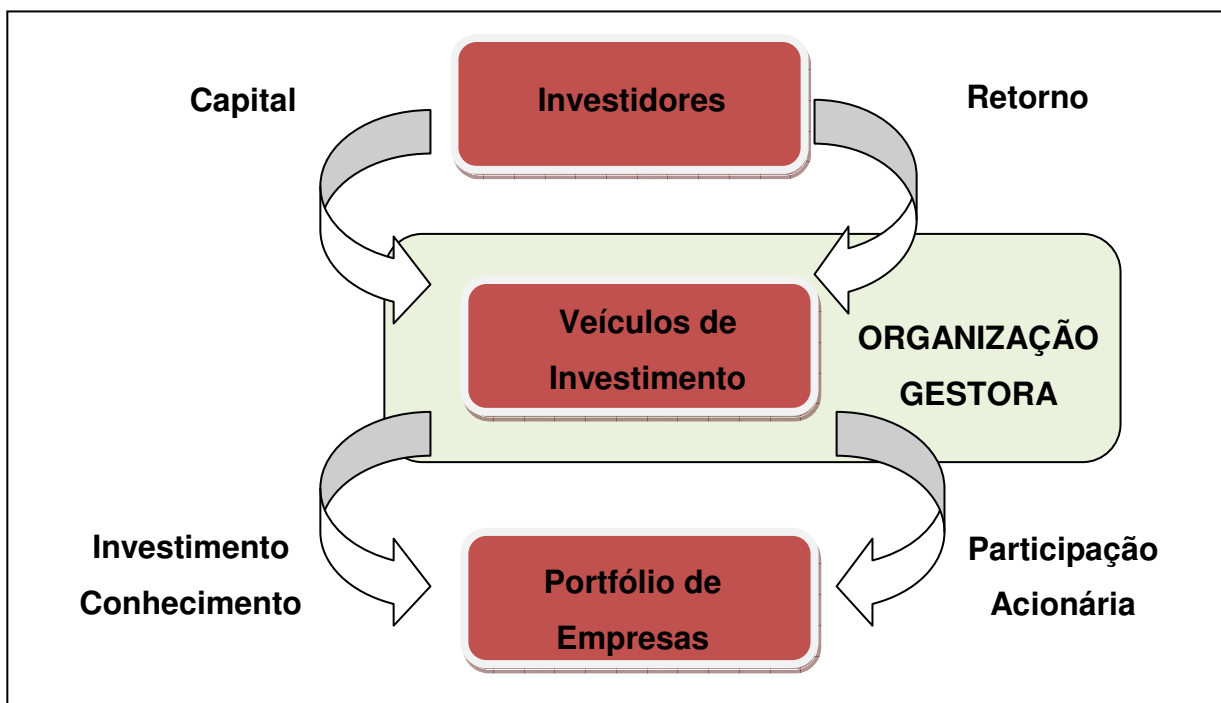 Capital
Investidores
Retorno
Veículos de
Investimento
ORGANIZAÇÃO
GESTORA
Investimento
Conhecimento
Portfólio de
Empresas
Participação
Acionária